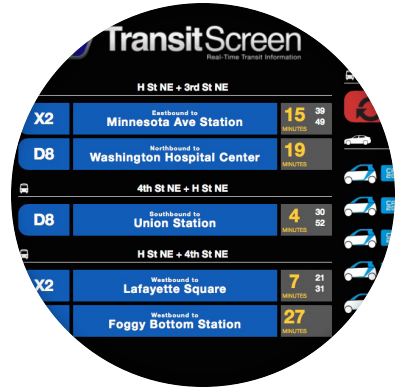 TransitScreen
Real-Time Transit Information
H St NE + 3rd St NE
X2 Eastbound to Minnesota Ave Station 15 MINUTES 39 49
D8 Northbound to Washington Hospital Center 19 MINUTES
4th St NE + H St NE
D8 Southbound to Union Station 4 MINUTES 30 52
H St NE + 4th St NE
X2 Westbound to Lafayette Square 7 MINUTES 21 31
Westbound to Foggy Bottom Station 27 MINUTES